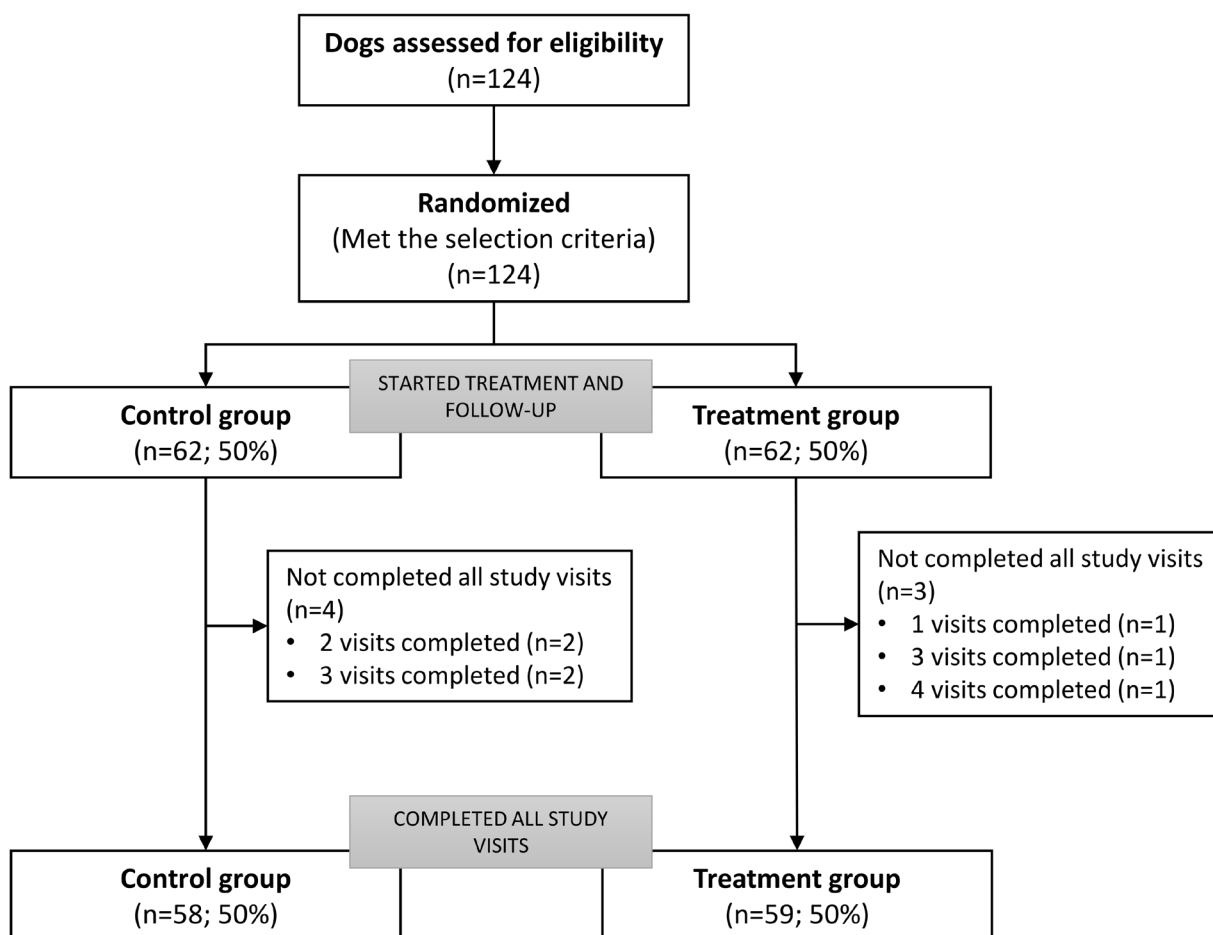 Dogs assessed for eligibility
(n=124)
Randomized
(Met the selection criteria)
(n=124)
STARTED TREATMENT AND
FOLLOW-UP
Control group
(n=62; 50%)
Treatment group
(n=62; 50%)
Not completed all study visits
(n=4)
• 2 visits completed (n=2)
• 3 visits completed (n=2)
Not completed all study visits
(n=3)
• 1 visits completed (n=1)
• 3 visits completed (n=1)
• 4 visits completed (n=1)
COMPLETED ALL STUDY
VISITS
Control group
(n=58; 50%)
Treatment group
(n=59; 50%)